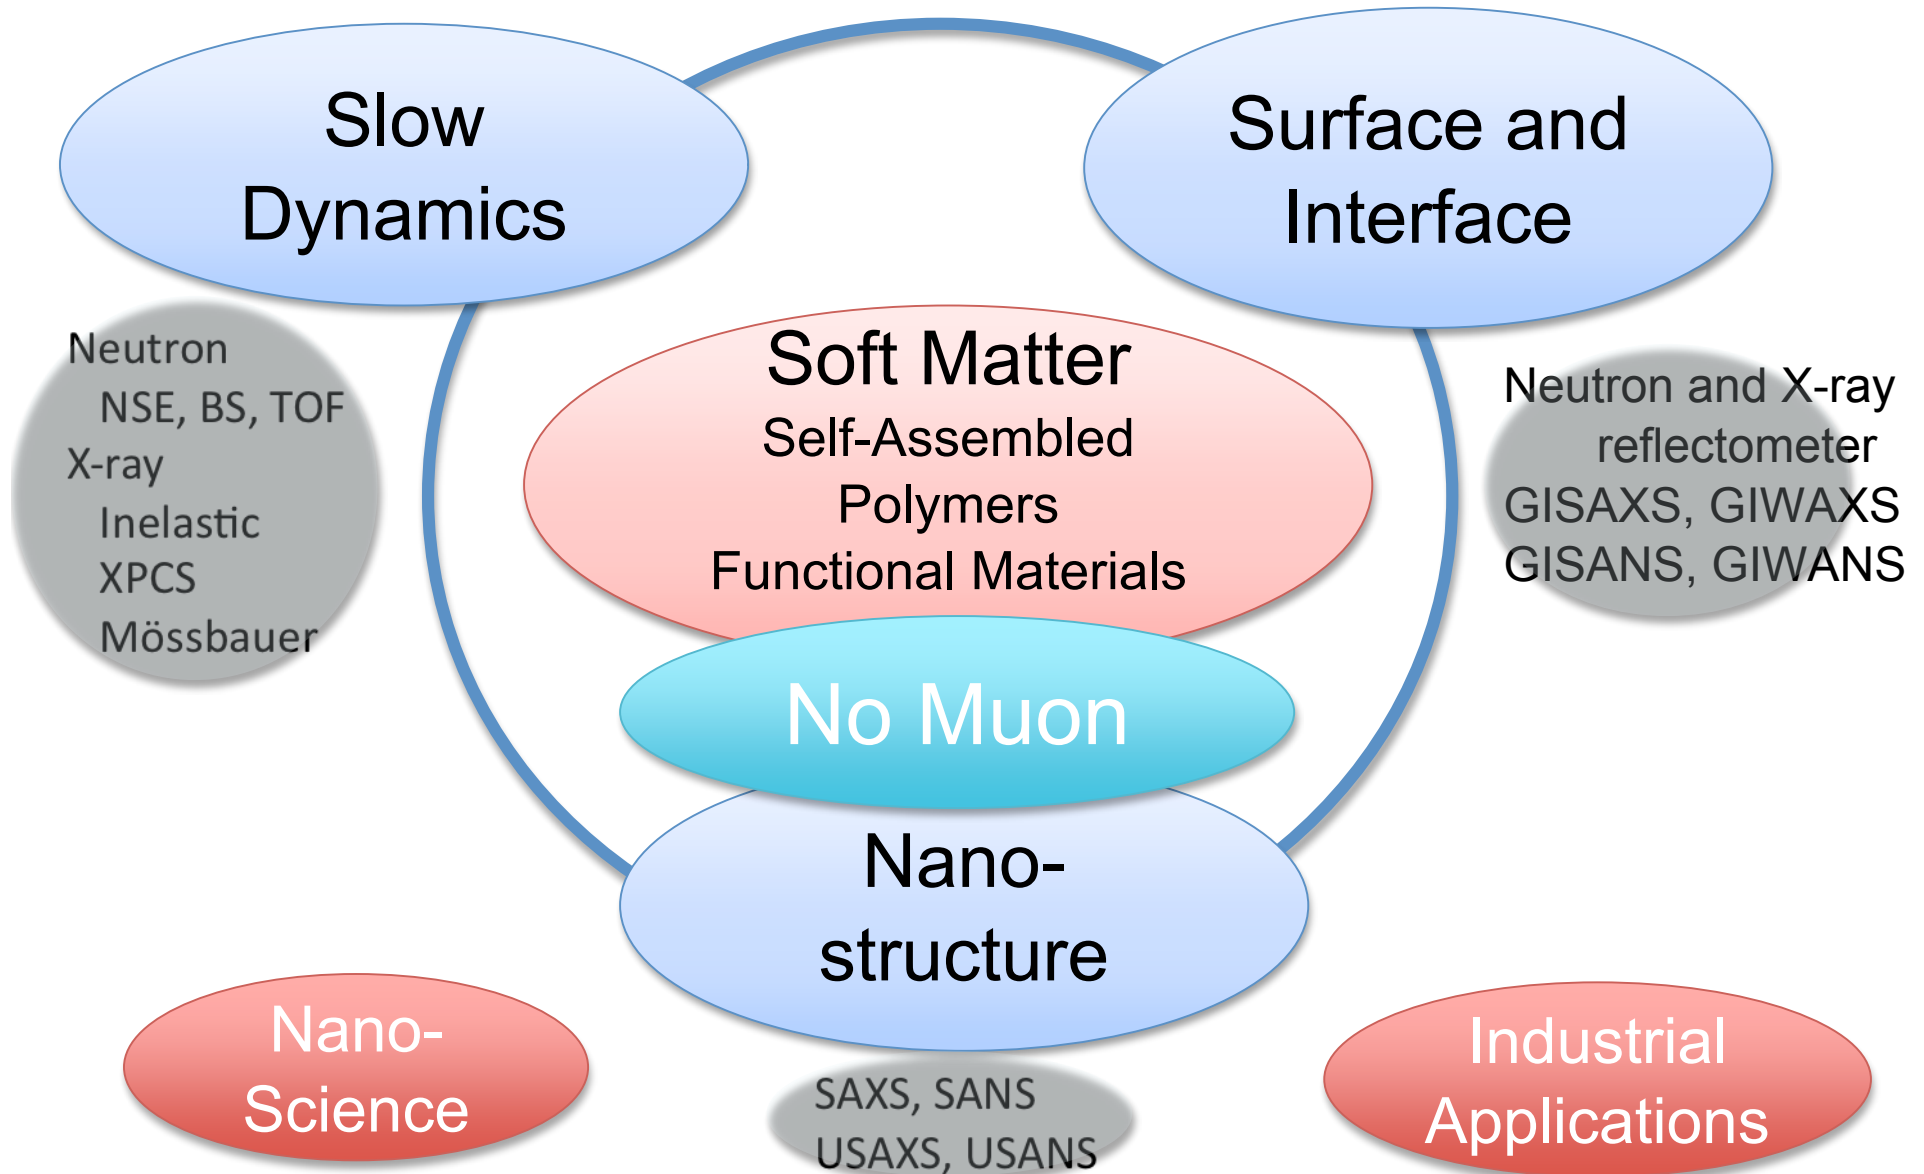 Slow
Dynamics
Surface and
Interface
Neutron
NSE, BS, TOF
X-ray
Inelastic
XPCS
Mössbauer
Soft Matter
Self-Assembled
Polymers
Functional Materials
Neutron and X-ray
reflectometer
GISAXS, GIWAXS
GISANS, GIWANS
No Muon
Nano-
structure
Nano-
Science
SAXS, SANS
USAXS, USANS
Industrial
Applications